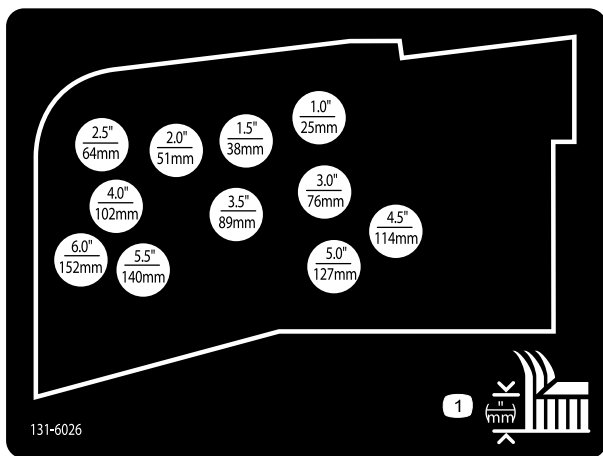 1.0"
25mm
1.5"
38mm
2.5"
64mm
2.0"
51mm
3.0"
76mm
4.0"
102mm
3.5"
89mm
4.5"
114mm
6.0"
152mm
5.5"
140mm
5.0"
127mm
1
(")
(mm)
131-6026